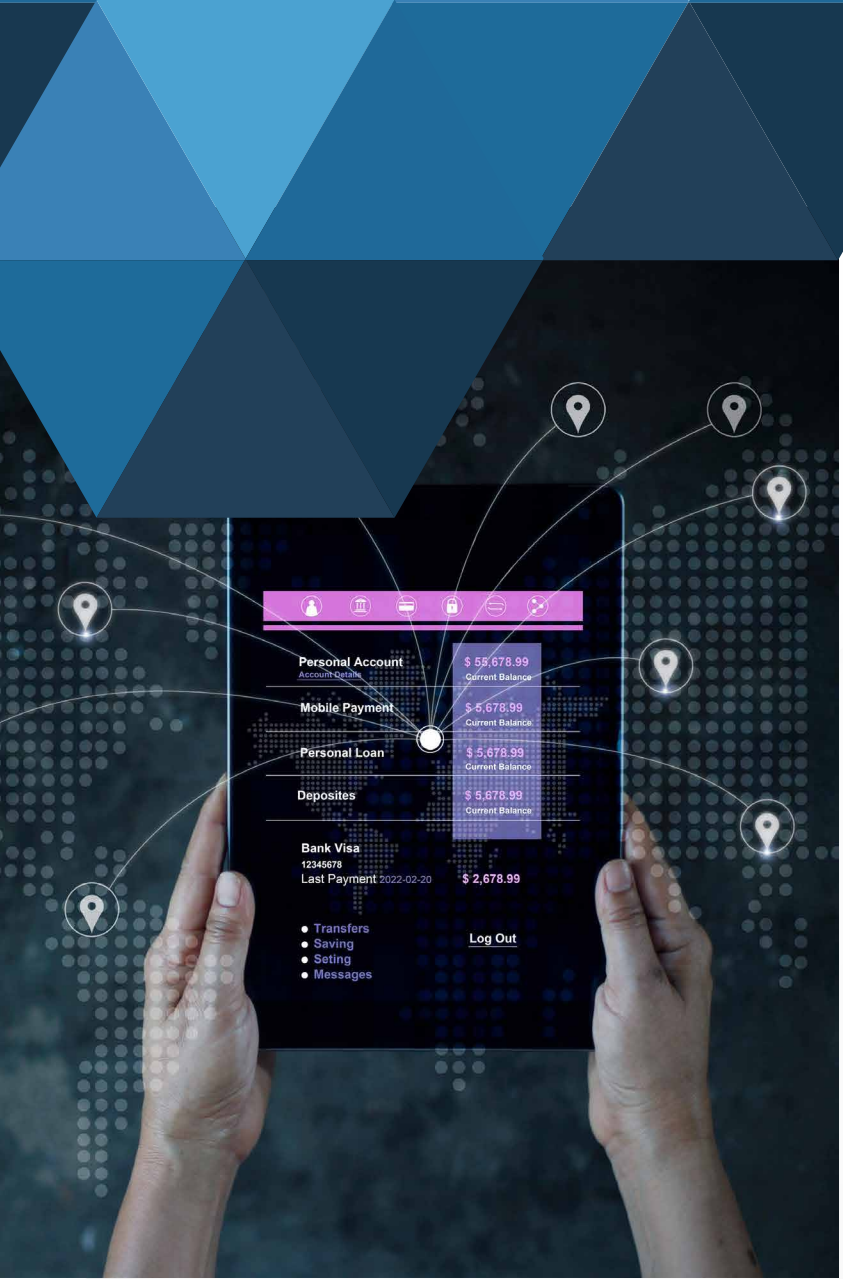 Personal Account
$ 55,678.99
Account Details
Current Balance
Mobile Payment
$ 5,678.99
Current Balance
Personal Loan
$ 5,678.99
Current Balance
Deposites
$ 5,678.99
Current Balance
Bank Visa
12345678
Last Payment 2022-02-20
$ 2,678.99
Transfers
Saving
Seting
Messages
Log Out